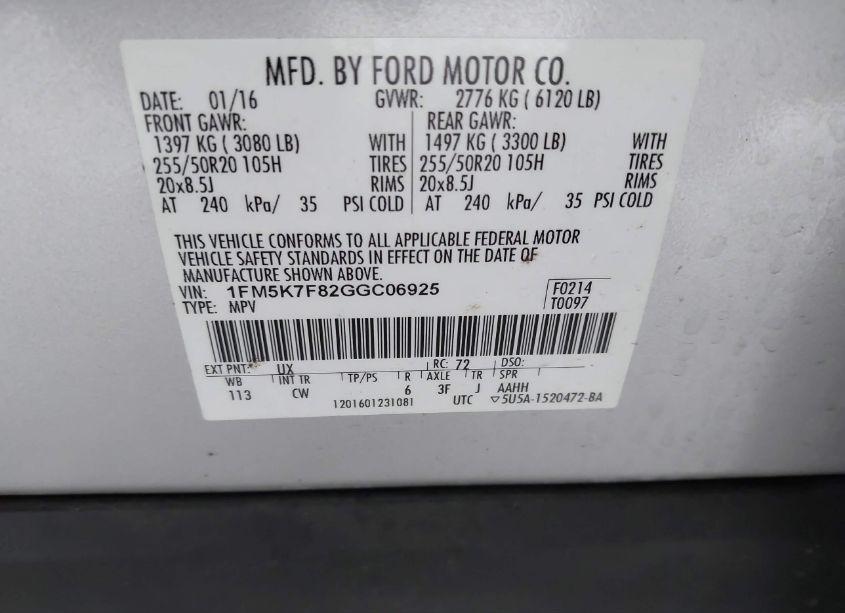 MFD. BY FORD MOTOR CO.
DATE: 01/16 GVWR: 2776 KG ( 6120 LB)
FRONT GAWR: REAR GAWR:
1397 KG ( 3080 LB) WITH 1497 KG ( 3300 LB) WITH
255/50R20 105H TIRES 255/50R20 105H TIRES
20x8.5J RIMS 20x8.5J RIMS
AT 240 kPa/ 35 PSI COLD AT 240 kPa/ 35 PSI COLD
THIS VEHICLE CONFORMS TO ALL APPLICABLE FEDERAL MOTOR
VEHICLE SAFETY STANDARDS IN EFFECT ON THE DATE OF
MANUFACTURE SHOWN ABOVE.
VIN: 1FM5K7F82GGC06925 F0214
TYPE: MPV T0097
EXT PNT: UX RC: 72 DSO:
WB INT TR TP/PS R AXLE TR SPR
113 CW 6 3F J AAHH
1201601231081 UTC ▽5U5A-1520472-BA